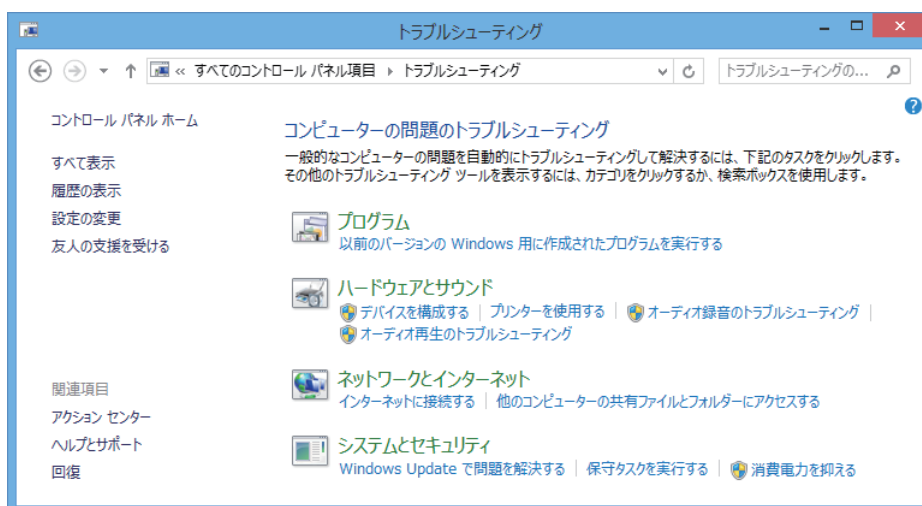 トラブルシューティング
« すべてのコントロール パネル項目 ▸ トラブルシューティング
トラブルシューティングの...
コントロール パネル ホーム
すべて表示
履歴の表示
設定の変更
友人の支援を受ける
関連項目
アクション センター
ヘルプとサポート
回復
コンピューターの問題のトラブルシューティング
一般的なコンピューターの問題を自動的にトラブルシューティングして解決するには、下記のタスクをクリックします。
その他のトラブルシューティング ツールを表示するには、カテゴリをクリックするか、検索ボックスを使用します。
プログラム
以前のバージョンの Windows 用に作成されたプログラムを実行する
ハードウェアとサウンド
デバイスを構成する | プリンターを使用する | オーディオ録音のトラブルシューティング |
オーディオ再生のトラブルシューティング
ネットワークとインターネット
インターネットに接続する | 他のコンピューターの共有ファイルとフォルダーにアクセスする
システムとセキュリティ
Windows Update で問題を解決する | 保守タスクを実行する | 消費電力を抑える